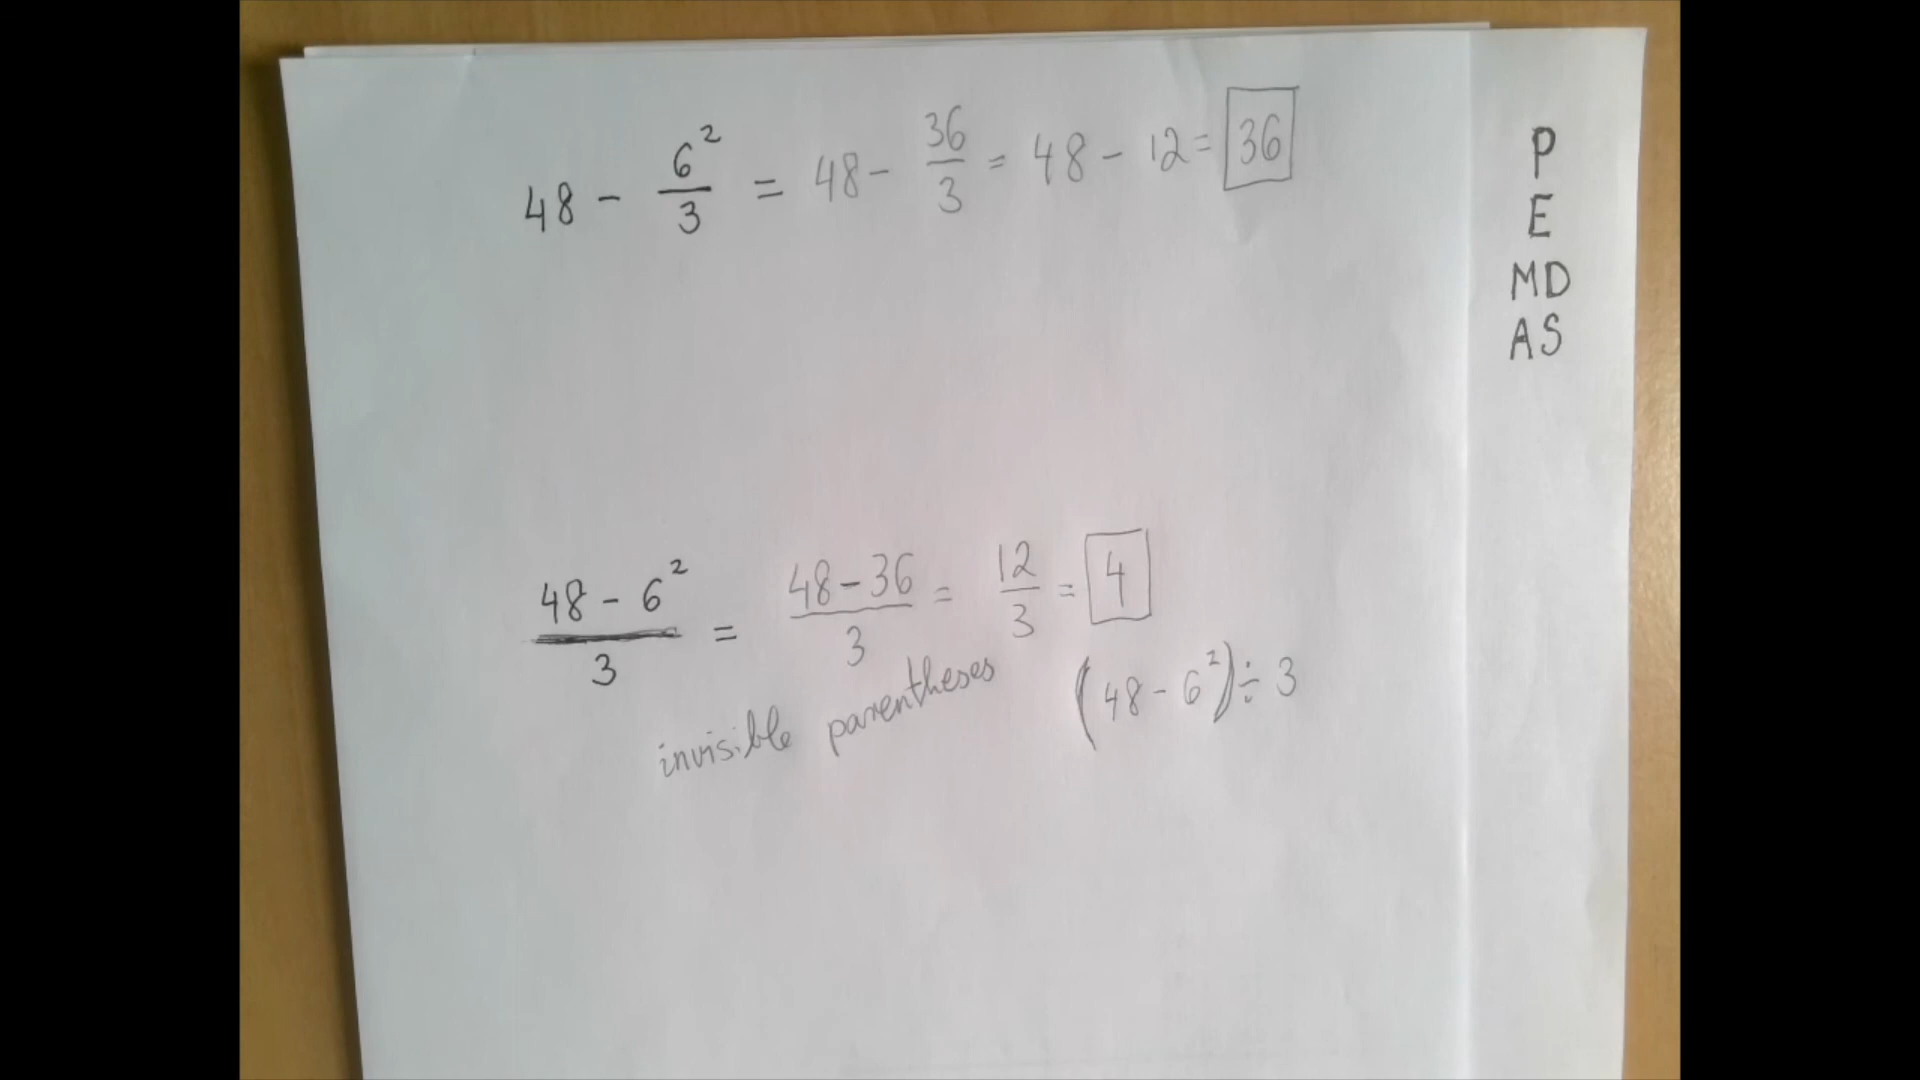 48 - 6²/3 = 48 - 36/3 = 48 - 12 = 36
(48 - 6²)/3 = (48 - 36)/3 = 12/3 = 4
invisible parentheses (48 - 6²) ÷ 3
P
E
MD
AS